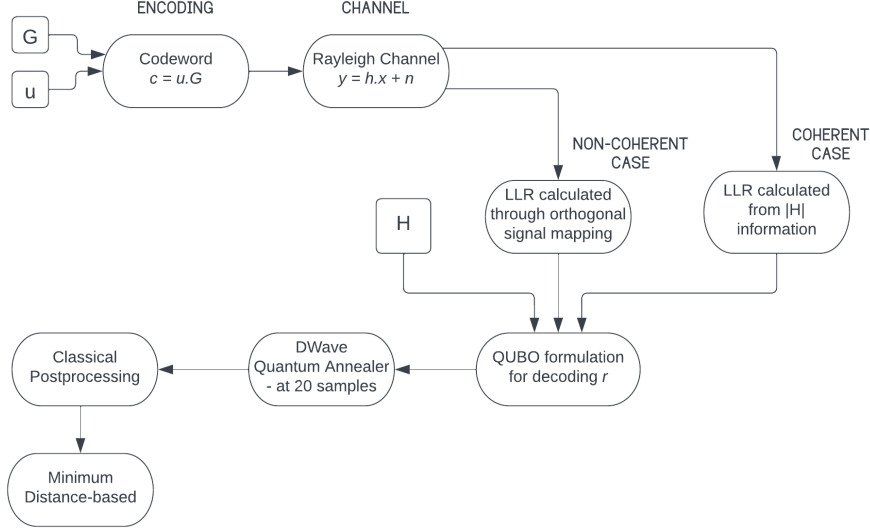 ENCODING
CHANNEL
G
u
Codeword
c = u.G
Rayleigh Channel
y = h.x + n
NON-COHERENT
CASE
COHERENT
CASE
H
LLR calculated
through orthogonal
signal mapping
LLR calculated
from |H|
information
Classical
Postprocessing
DWave
Quantum Annealer
- at 20 samples
QUBO formulation
for decoding r
Minimum
Distance-based